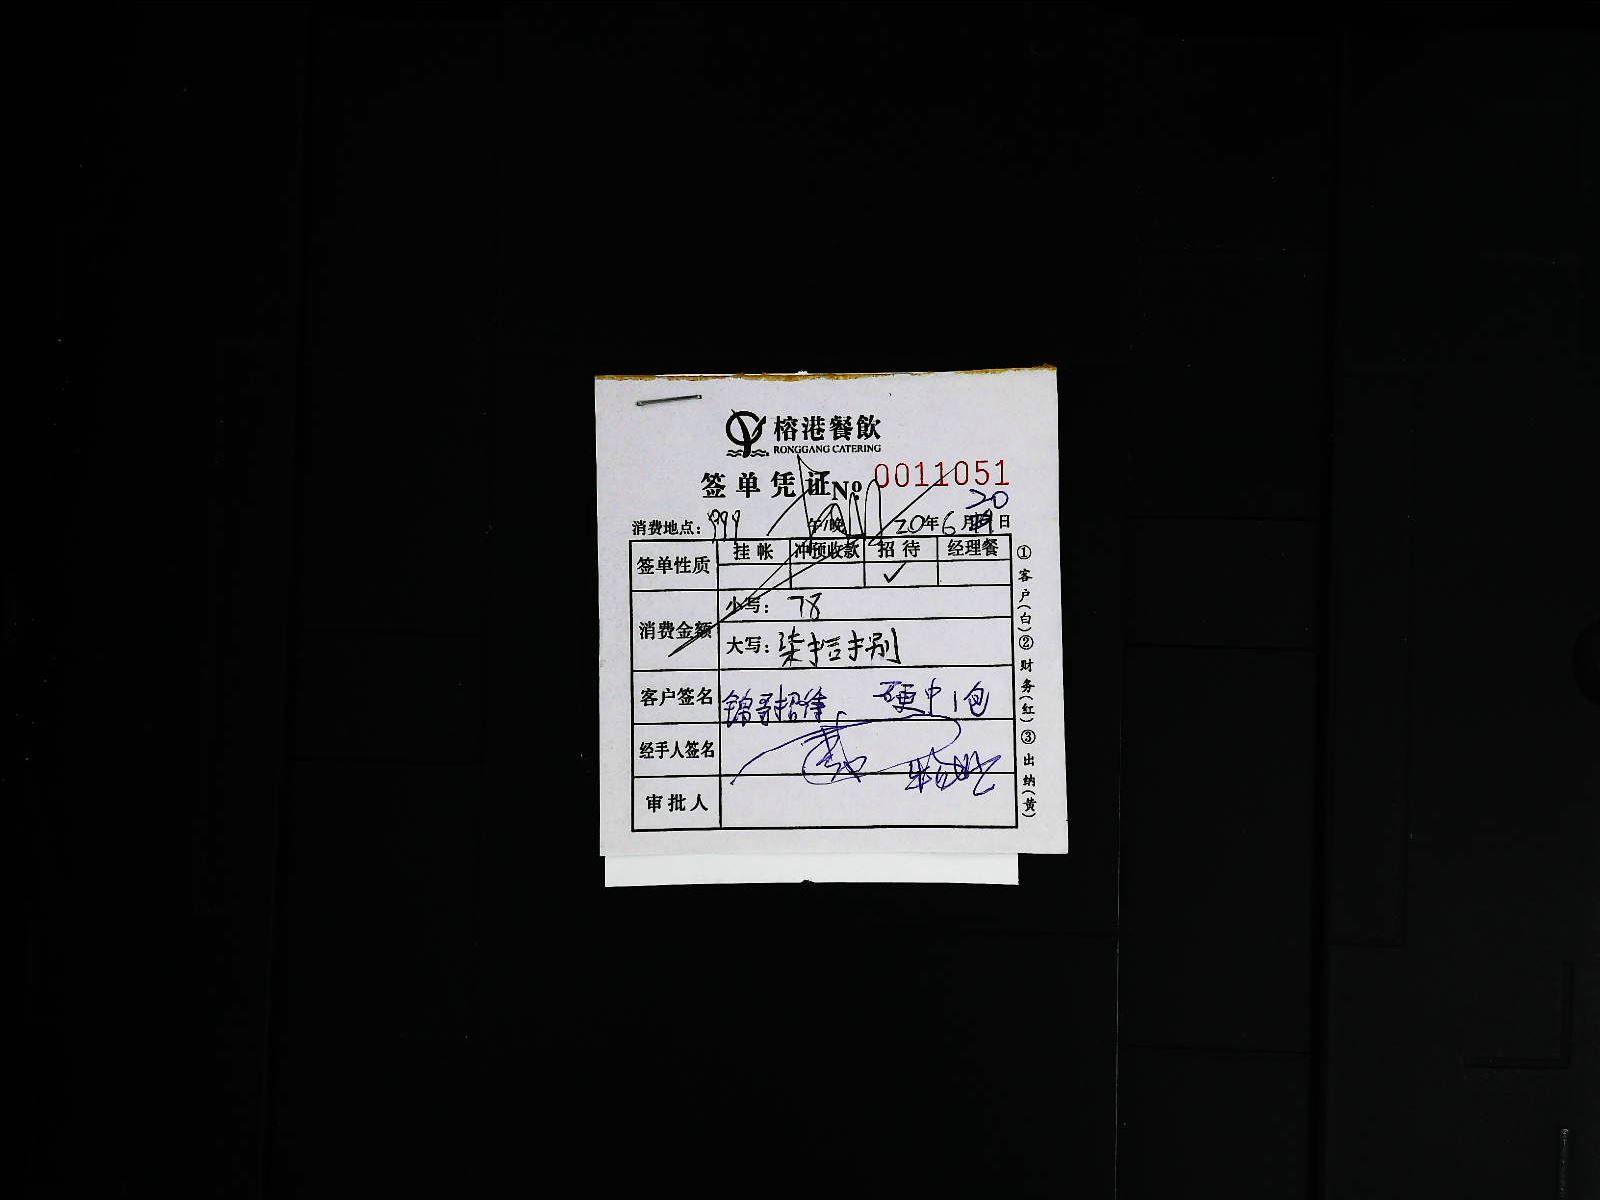 榕港餐飲
RONGGANG CATERING
签单凭证 No 0011051
20
消费地点: 999 午/晚 20年6月日
签单性质 挂帐 冲预收款 招待 经理餐
✓
消费金额 小写: 78
大写: 柒拾捌
客户签名 锦哥招待 硬中1包
经手人签名
审批人
①客户(白)②财务(红)③出纳(黄)